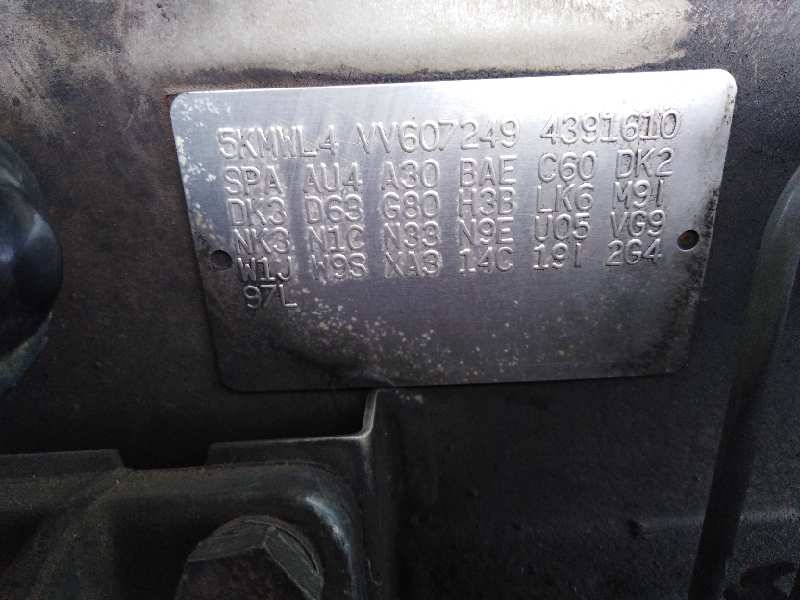 5KMWL4 VV607249 4391610
SPA AU4 A30 BAE C60 DK2
DK3 D63 G80 H3B LK6 M91
NK3 N1C N33 N9E U05 VG9
W1J W9S XA3 14C 19I 2G4
97L